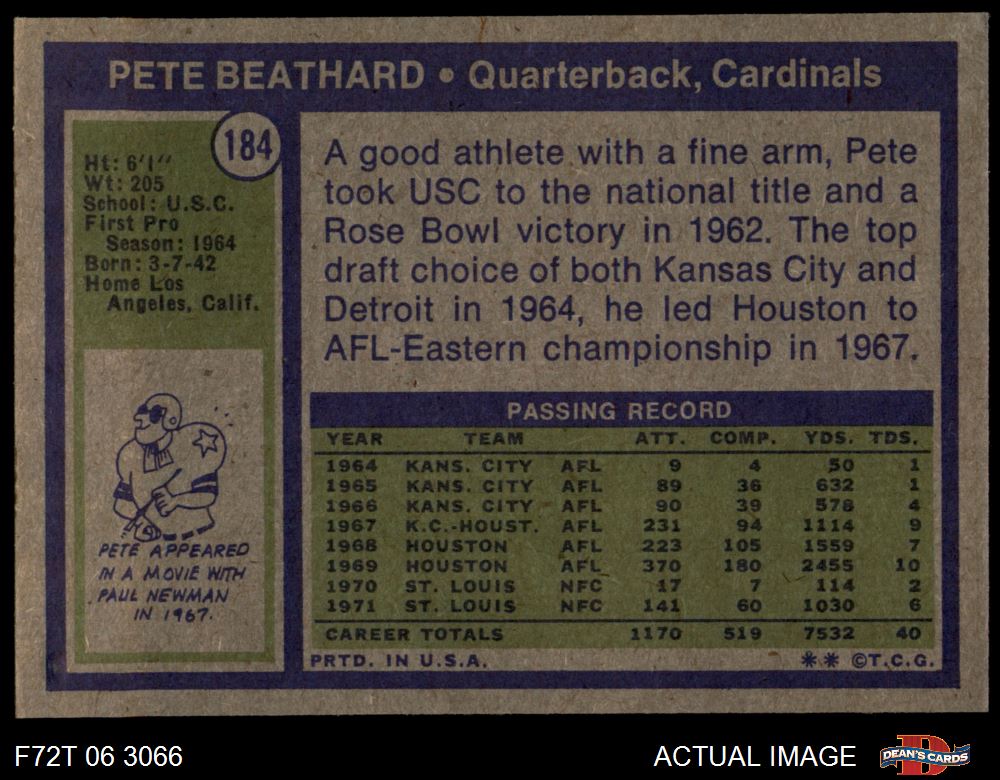 PETE BEATHARD • Quarterback, Cardinals
184
Ht: 6'1''
Wt: 205
School: U.S.C.
First Pro
Season: 1964
Born: 3-7-42
Home Los
Angeles, Calif.
PETE APPEARED
IN A MOVIE WITH
PAUL NEWMAN
IN 1967.
A good athlete with a fine arm, Pete
took USC to the national title and a
Rose Bowl victory in 1962. The top
draft choice of both Kansas City and
Detroit in 1964, he led Houston to
AFL-Eastern championship in 1967.
PASSING RECORD
YEAR TEAM ATT. COMP. YDS. TDS.
1964 KANS. CITY AFL 9 4 50 1
1965 KANS. CITY AFL 89 36 632 1
1966 KANS. CITY AFL 90 39 578 4
1967 K.C.-HOUST. AFL 231 94 1114 9
1968 HOUSTON AFL 223 105 1559 7
1969 HOUSTON AFL 370 180 2455 10
1970 ST. LOUIS NFC 17 7 114 2
1971 ST. LOUIS NFC 141 60 1030 6
CAREER TOTALS 1170 519 7532 40
PRTD. IN U.S.A. ** ©T.C.G.
F72T 06 3066 ACTUAL IMAGE DEAN'S CARDS